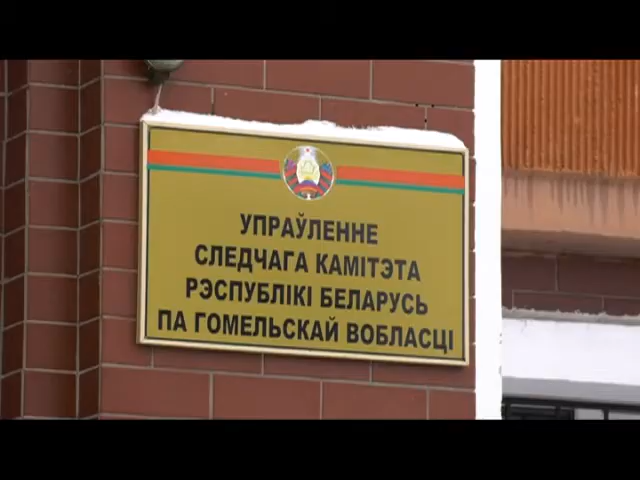 УПРАЎЛЕННЕ
СЛЕДЧАГА КАМІТЭТА
РЭСПУБЛІКІ БЕЛАРУСЬ
ПА ГОМЕЛЬСКАЙ ВОБЛАСЦІ